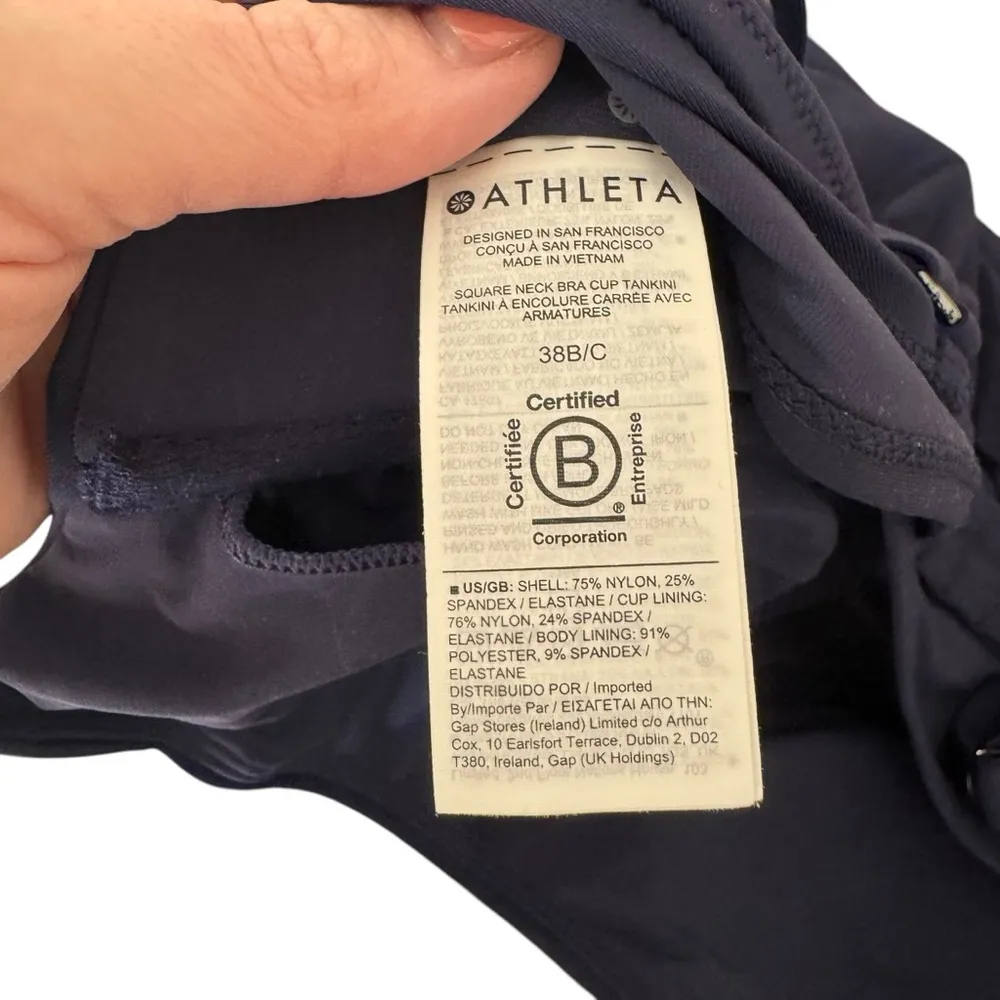 ATHLETA
DESIGNED IN SAN FRANCISCO
CONÇU À SAN FRANCISCO
MADE IN VIETNAM
SQUARE NECK BRA CUP TANKINI
TANKINI À ENCOLURE CARRÉE AVEC
ARMATURES
38B/C
Certified
Certifiée
B
Entreprise
®
Corporation
US/GB: SHELL: 75% NYLON, 25%
SPANDEX / ELASTANE / CUP LINING:
76% NYLON, 24% SPANDEX /
ELASTANE / BODY LINING: 91%
POLYESTER, 9% SPANDEX /
ELASTANE
DISTRIBUIDO POR / Imported
By/Importe Par / ΕΙΣΑΓΕΤΑΙ ΑΠΟ ΤΗΝ:
Gap Stores (Ireland) Limited c/o Arthur
Cox, 10 Earlsfort Terrace, Dublin 2, D02
T380, Ireland, Gap (UK Holdings)